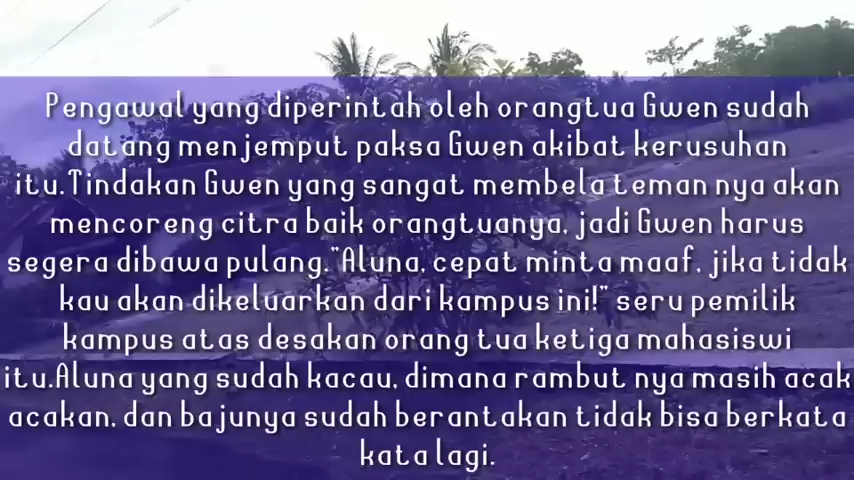 Pengawal yang diperintah oleh orangtua Gwen sudah
datang menjemput paksa Gwen akibat kerusuhan
itu.Tindakan Gwen yang sangat membela teman nya akan
mencoreng citra baik orangtuanya, jadi Gwen harus
segera dibawa pulang."Aluna, cepat minta maaf, jika tidak
kau akan dikeluarkan dari kampus ini!" seru pemilik
kampus atas desakan orang tua ketiga mahasiswi
itu.Aluna yang sudah kacau, dimana rambut nya masih acak
acakan, dan bajunya sudah berantakan tidak bisa berkata
kata lagi.